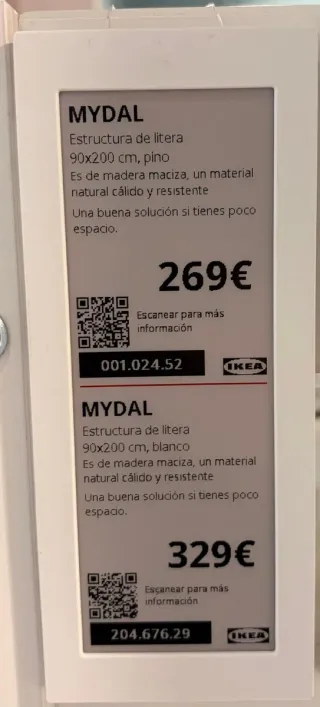 MYDAL
Estructura de litera
90x200 cm, pino
Es de madera maciza, un material
natural cálido y resistente
Una buena solución si tienes poco
espacio.
269€
Escanear para más
información
001.024.52
IKEA
MYDAL
Estructura de litera
90x200 cm, blanco
Es de madera maciza, un material
natural cálido y resistente
Una buena solución si tienes poco
espacio.
329€
Escanear para más
información
204.676.29
IKEA